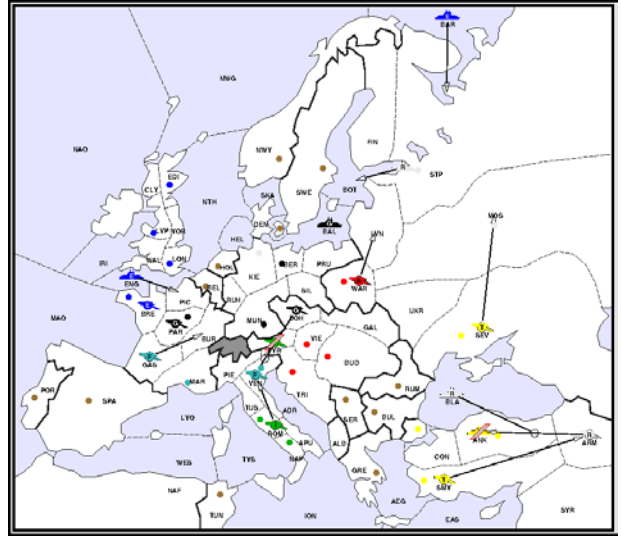 BAR
NWG
NAO
FIN
NWY
R
STP
EDI
CLY
SWE
BOT
SKA
MOS
NTH
DEN
LVN
BAL
LVP YOR
HEL
IRI
WAL
LON
HOL
KIE
BER
PRU
WAR
ENG
BEL
RUH
SIL
UKR
PIC
MAO
BRE
PAR
MUN
BOH
GAL
SEV
GAS
BUR
TYR
VIE
BUD
VEN
PIE
MAR
RUM
TRI
BLA
POR
SPA
TUS
ADR
SER
BUL
ANK
ARM
LYO
ROM
APU
ALB
CON
WES
TYS
NAP
GRE
SMY
NAF
TUN
ION
AEG
EAS
SYR